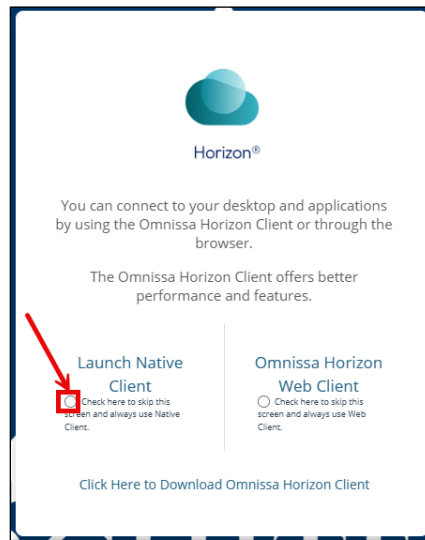 Horizon®
You can connect to your desktop and applications
by using the Omnissa Horizon Client or through the
browser.
The Omnissa Horizon Client offers better
performance and features.
Launch Native
Client
Check here to skip this
screen and always use Native
Client.
Omnissa Horizon
Web Client
Check here to skip this
screen and always use Web
Client.
Click Here to Download Omnissa Horizon Client